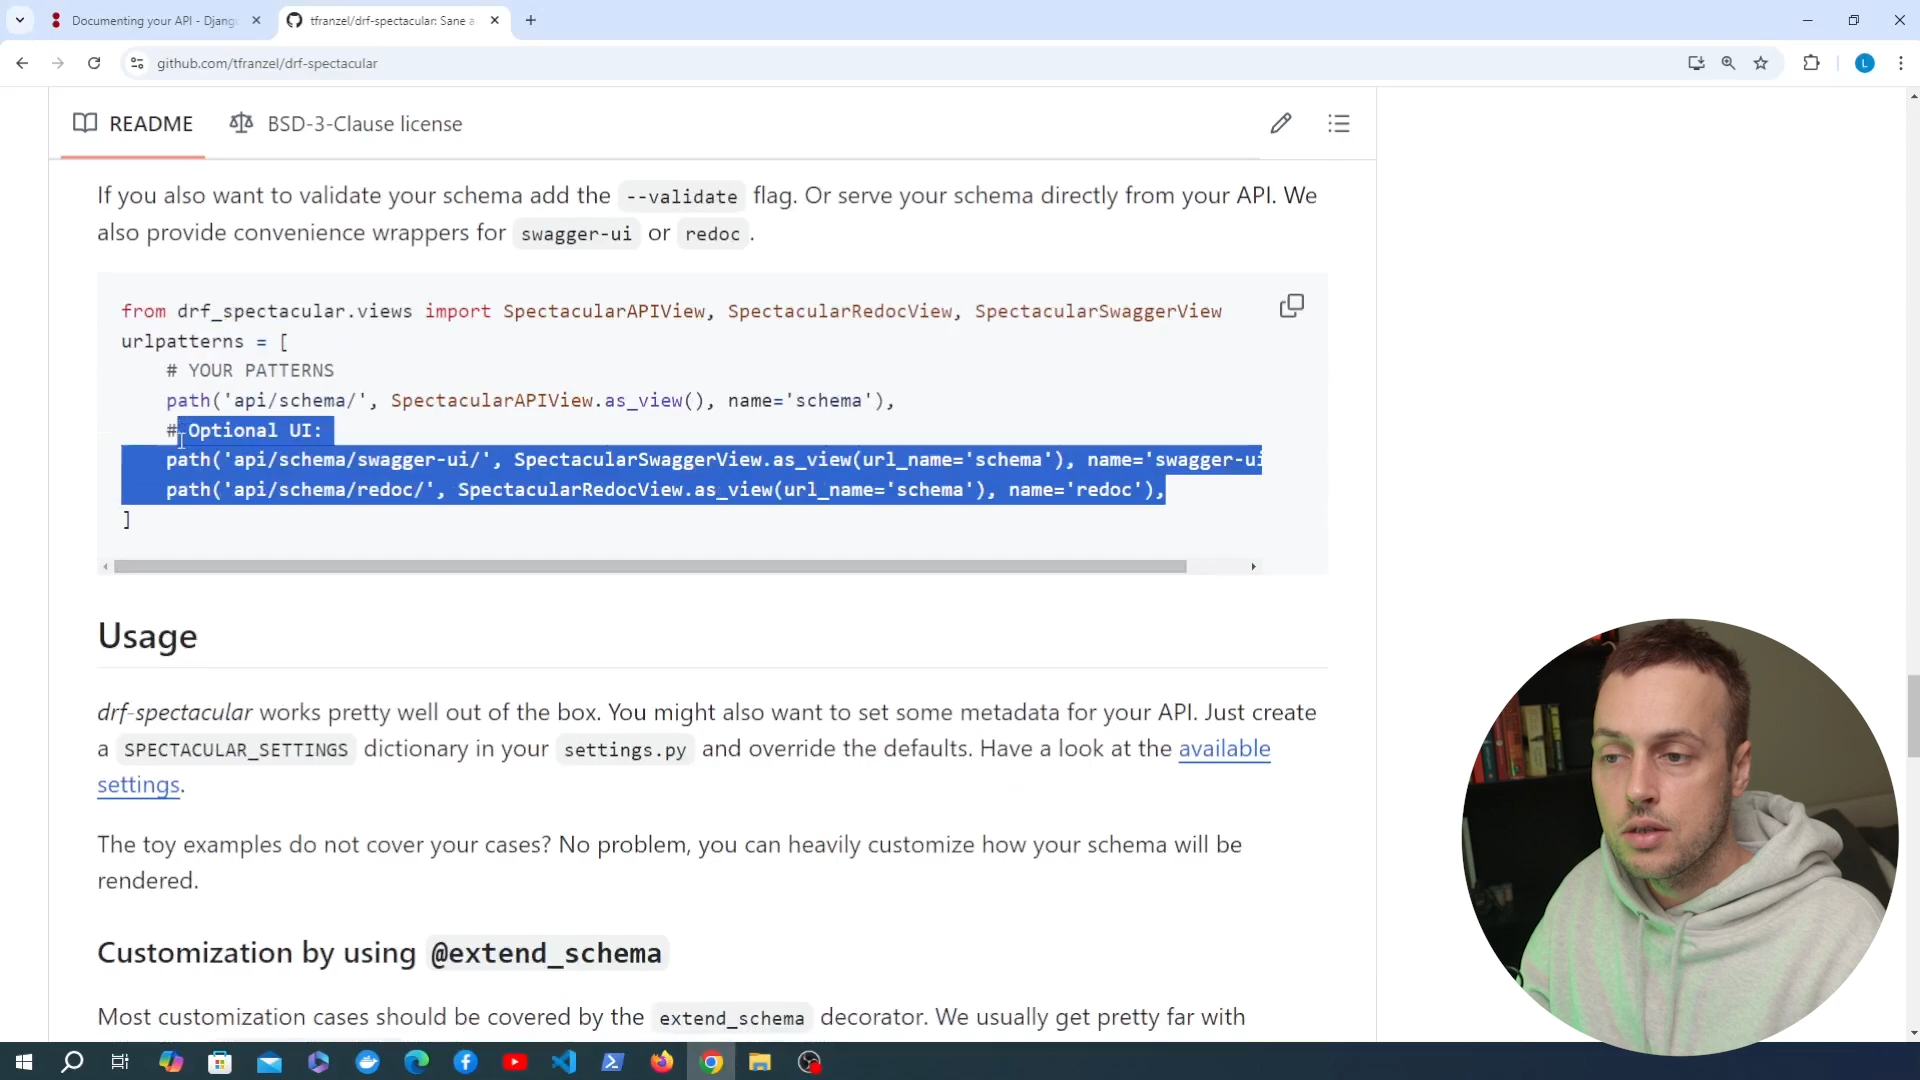 Documenting your API - Djang
tfranzel/drf-spectacular: Sane a
github.com/tfranzel/drf-spectacular
L
README
BSD-3-Clause license
If you also want to validate your schema add the --validate flag. Or serve your schema directly from your API. We
also provide convenience wrappers for swagger-ui or redoc.
from drf_spectacular.views import SpectacularAPIView, SpectacularRedocView, SpectacularSwaggerView
urlpatterns = [
# YOUR PATTERNS
path('api/schema/', SpectacularAPIView.as_view(), name='schema'),
# Optional UI:
path('api/schema/swagger-ui/', SpectacularSwaggerView.as_view(url_name='schema'), name='swagger-ui
path('api/schema/redoc/', SpectacularRedocView.as_view(url_name='schema'), name='redoc'),
]
Usage
drf-spectacular works pretty well out of the box. You might also want to set some metadata for your API. Just create
a SPECTACULAR_SETTINGS dictionary in your settings.py and override the defaults. Have a look at the available
settings.
The toy examples do not cover your cases? No problem, you can heavily customize how your schema will be
rendered.
Customization by using @extend_schema
Most customization cases should be covered by the extend_schema decorator. We usually get pretty far with